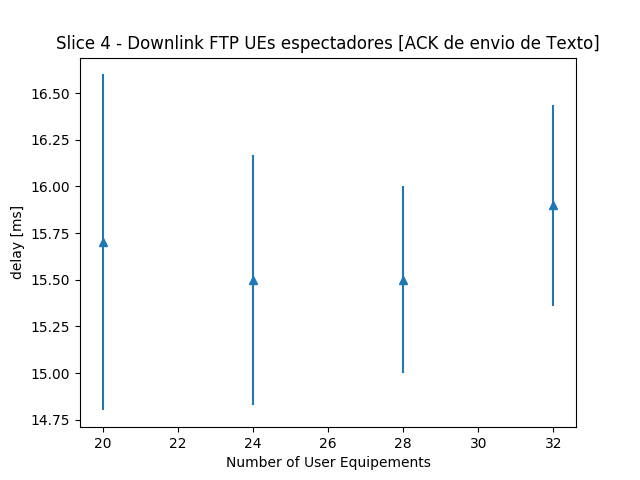 Slice 4 - Downlink FTP UEs espectadores [ACK de envio de Texto]
16.50
16.25
16.00
15.75
15.50
15.25
15.00
14.75
delay [ms]
20 22 24 26 28 30 32
Number of User Equipements